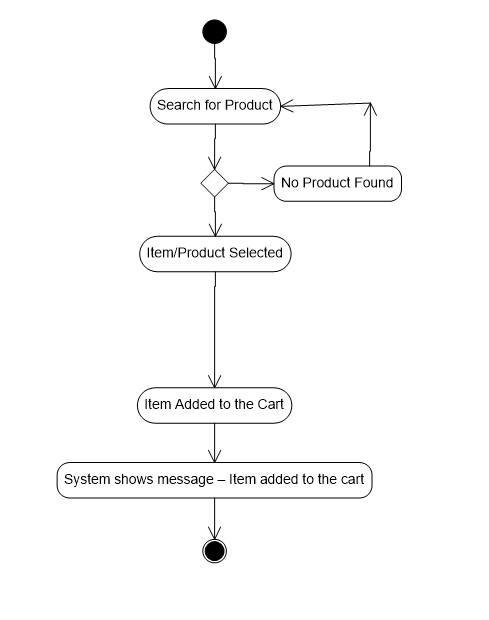 Search for Product
No Product Found
Item/Product Selected
Item Added to the Cart
System shows message – Item added to the cart